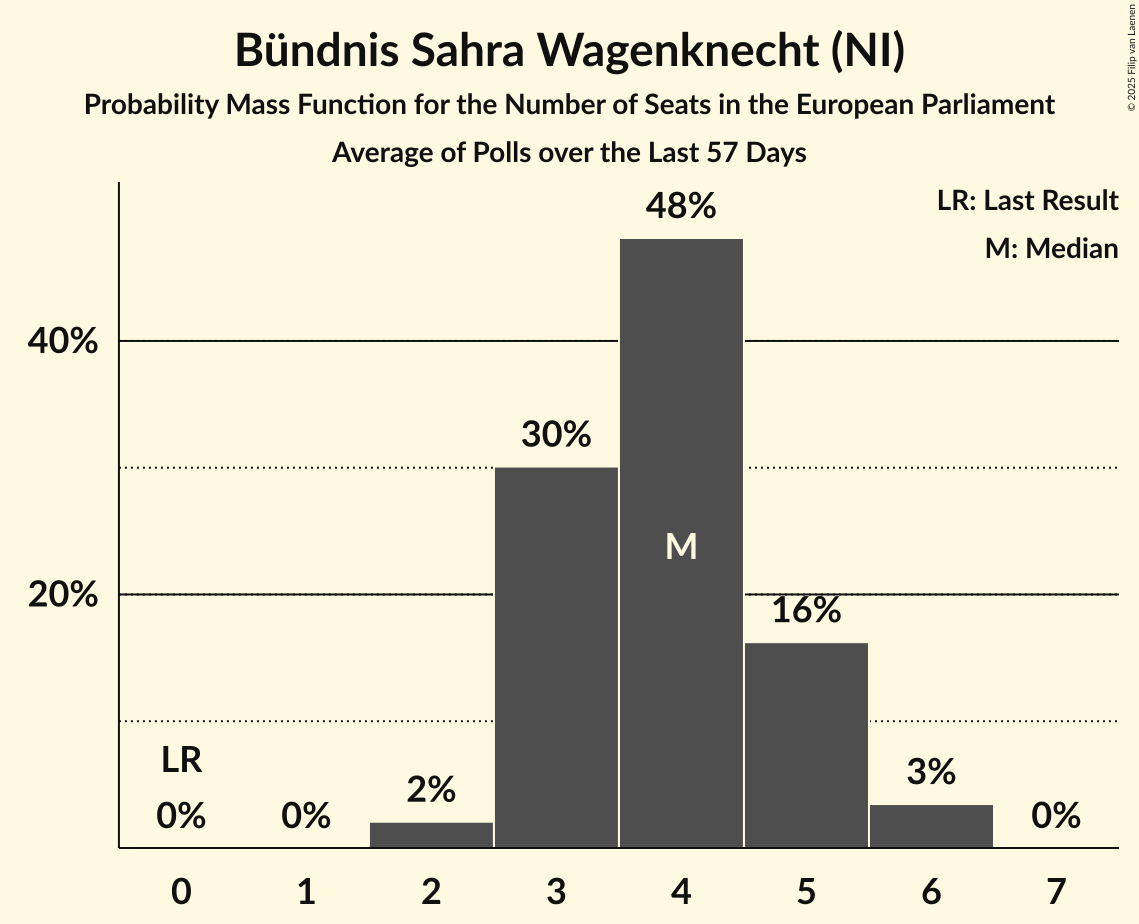 Bündnis Sahra Wagenknecht (NI)
Probability Mass Function for the Number of Seats in the European Parliament
Average of Polls over the Last 57 Days
© 2025 Filip van Laenen
LR: Last Result
M: Median
48%
40%
30%
M
20%
16%
LR
0%
0%
2%
3%
0%
0 1 2 3 4 5 6 7